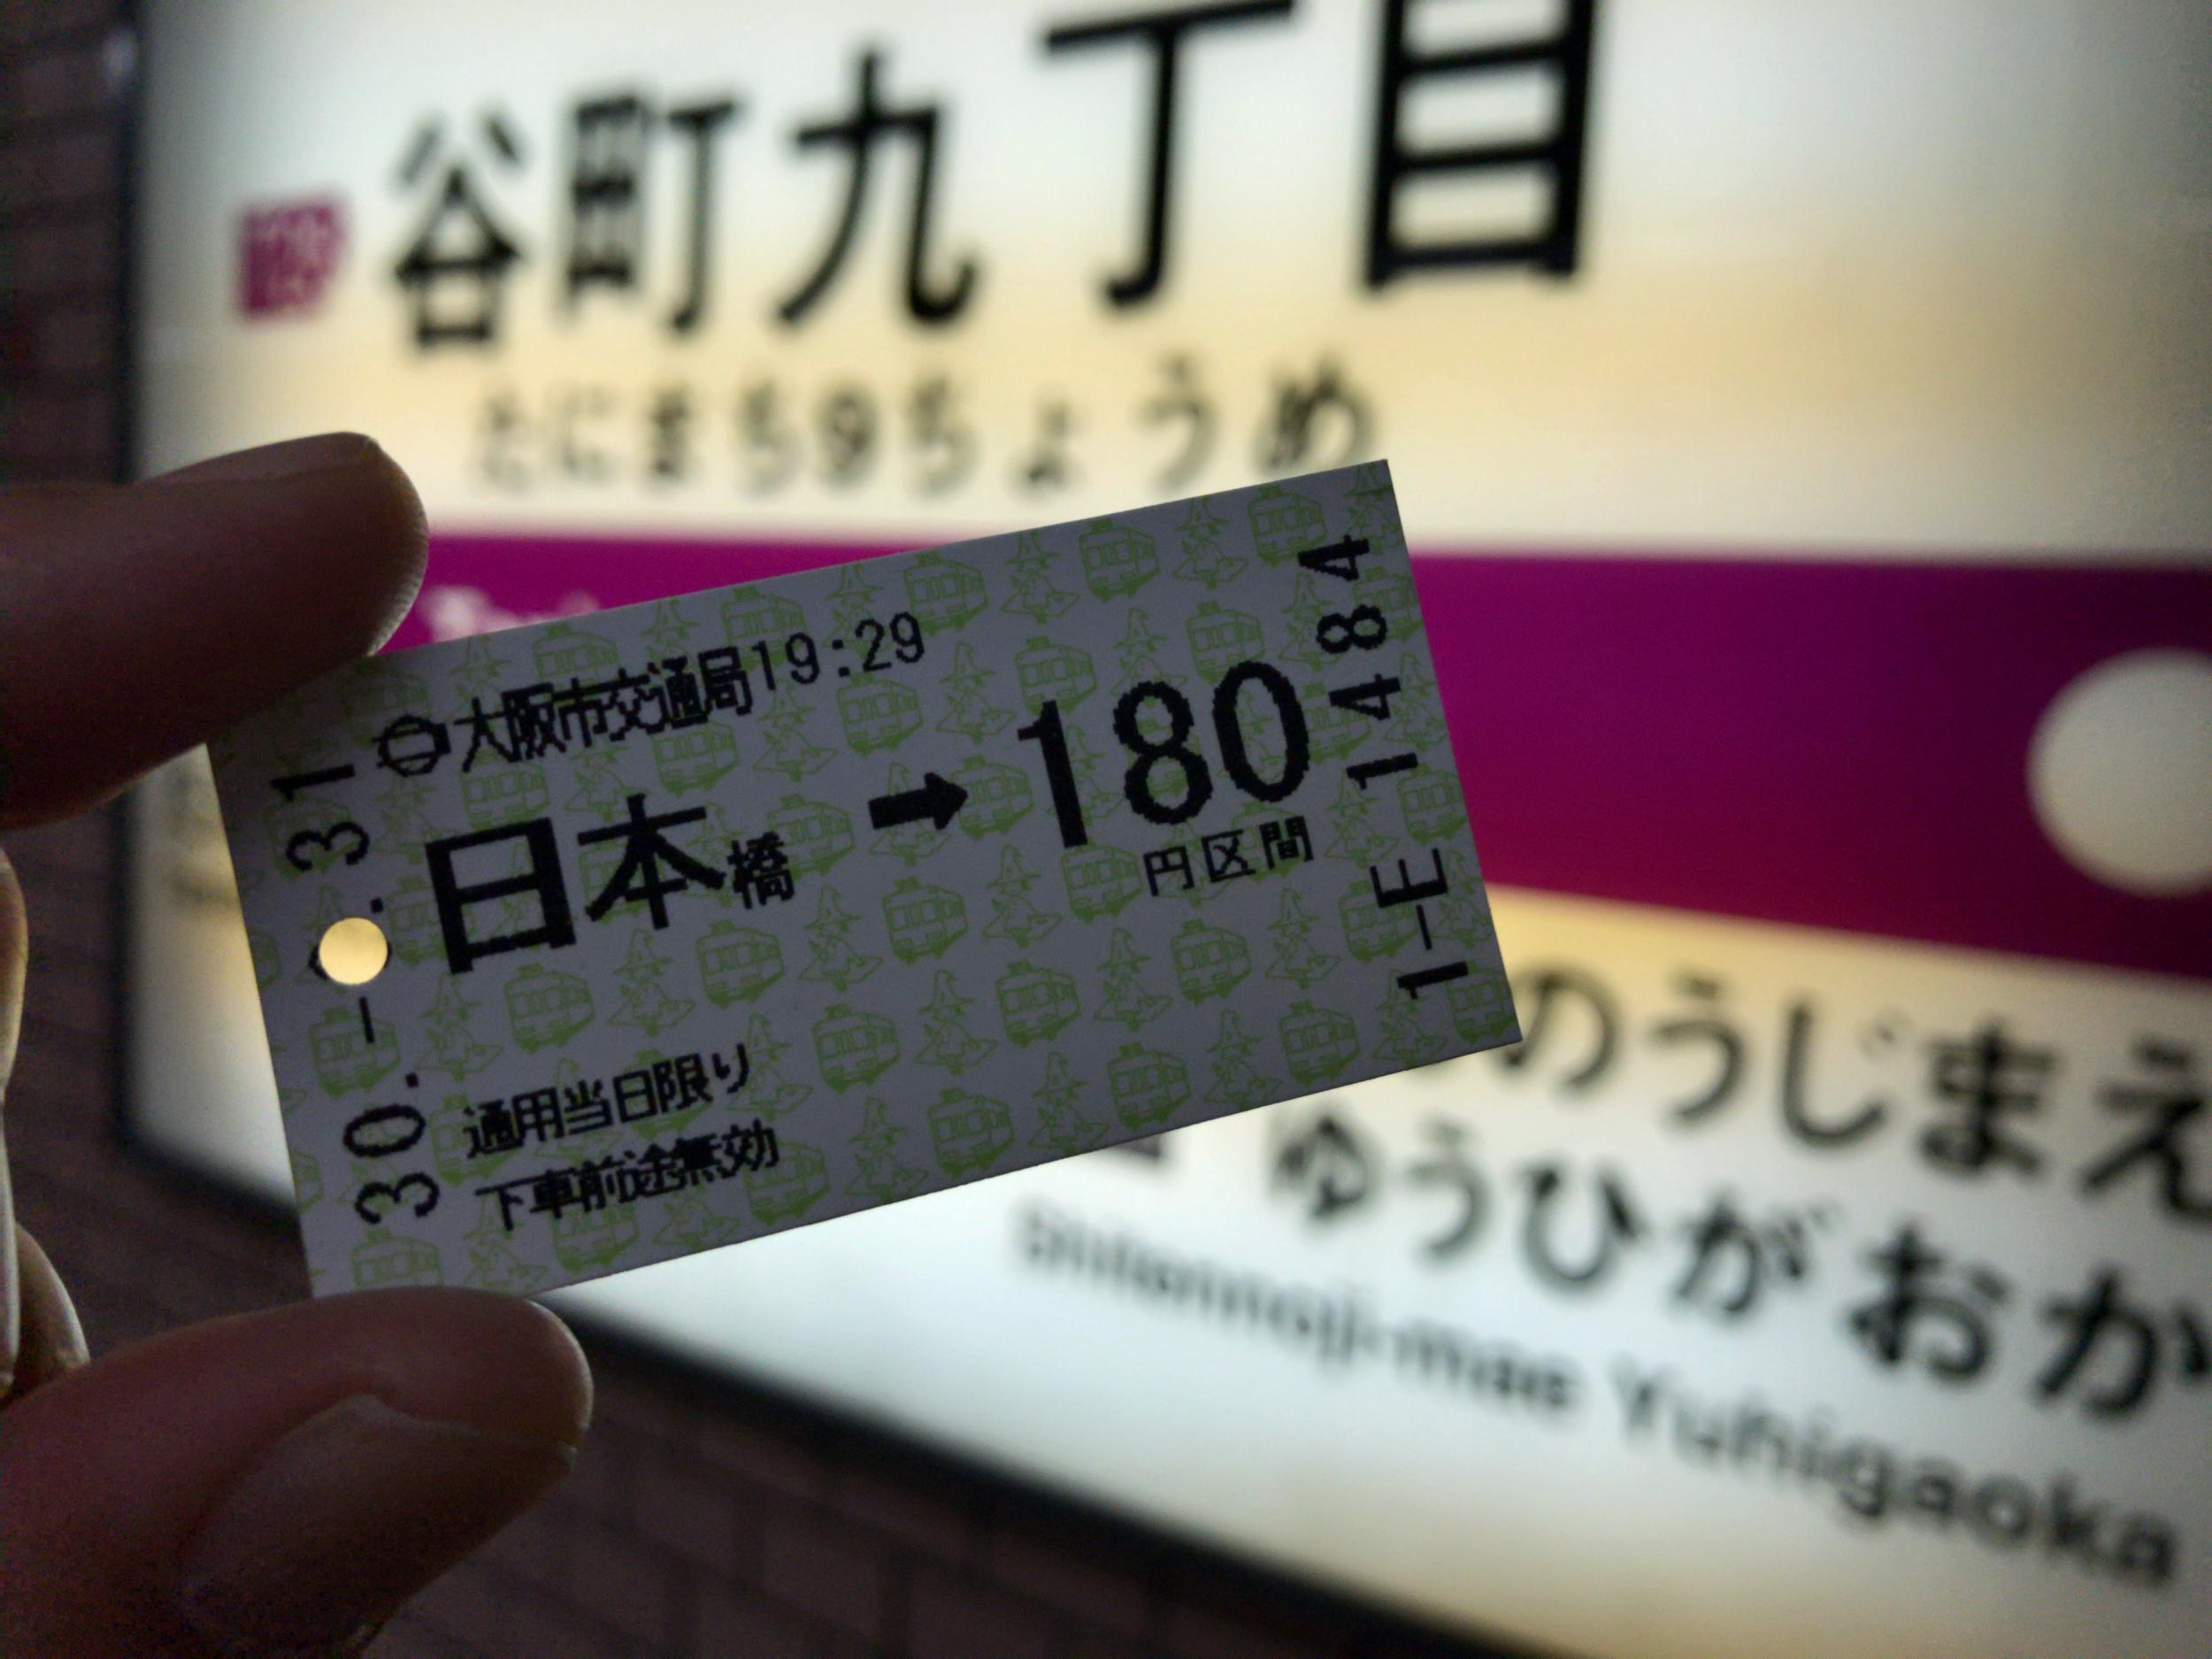 谷町九丁目
たにまち9ちょうめ
大阪市交通局19:29
日本橋 ➡ 180
円区間
通用当日限り
下車前途無効
30.-
.31
1-E 1484
のうじまえ
ゆうひがおか
Shitennoji-mae Yuhigaoka